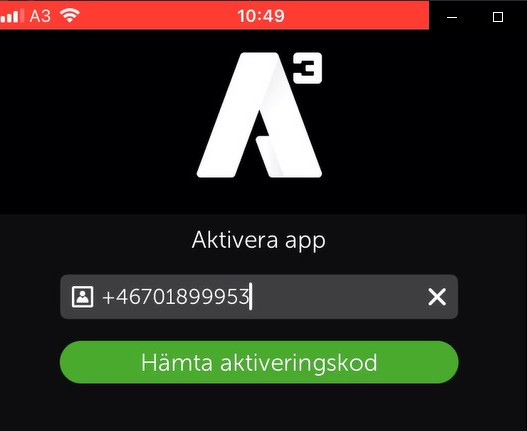 A3 10:49
A3
Aktivera app
+46701899953
Hämta aktiveringskod